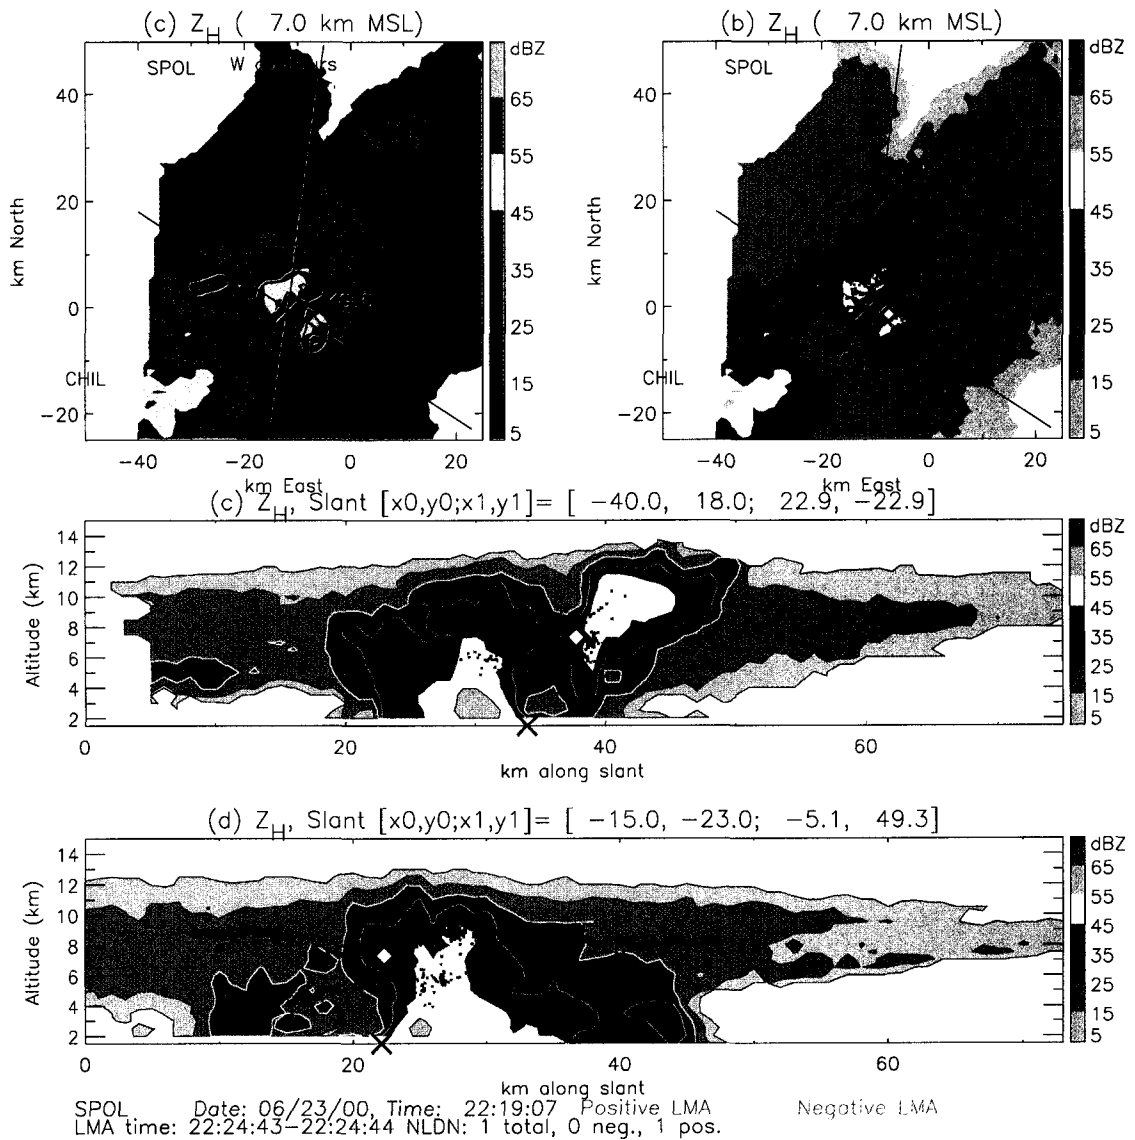 (c) Z_H ( 7.0 km MSL)
(b) Z_H ( 7.0 km MSL)
SPOL
dBZ
65
55
45
35
25
15
5
km North
40
20
0
−20
CHIL
−40 −20 0 20
km East
SPOL
dBZ
65
55
45
35
25
15
5
km North
40
20
0
−20
CHIL
−40 −20 0 20
km East
(c) Z_H, Slant [x0,y0;x1,y1]= [ −40.0, 18.0; 22.9, −22.9]
Altitude (km)
14
12
10
8
6
4
2
0 20 40 60
km along slant
dBZ
65
55
45
35
25
15
5
(d) Z_H, Slant [x0,y0;x1,y1]= [ −15.0, −23.0; −5.1, 49.3]
Altitude (km)
14
12
10
8
6
4
2
0 20 40 60
km along slant
dBZ
65
55
45
35
25
15
5
SPOL Date: 06/23/00, Time: 22:19:07 Positive LMA Negative LMA
LMA time: 22:24:43−22:24:44 NLDN: 1 total, 0 neg., 1 pos.